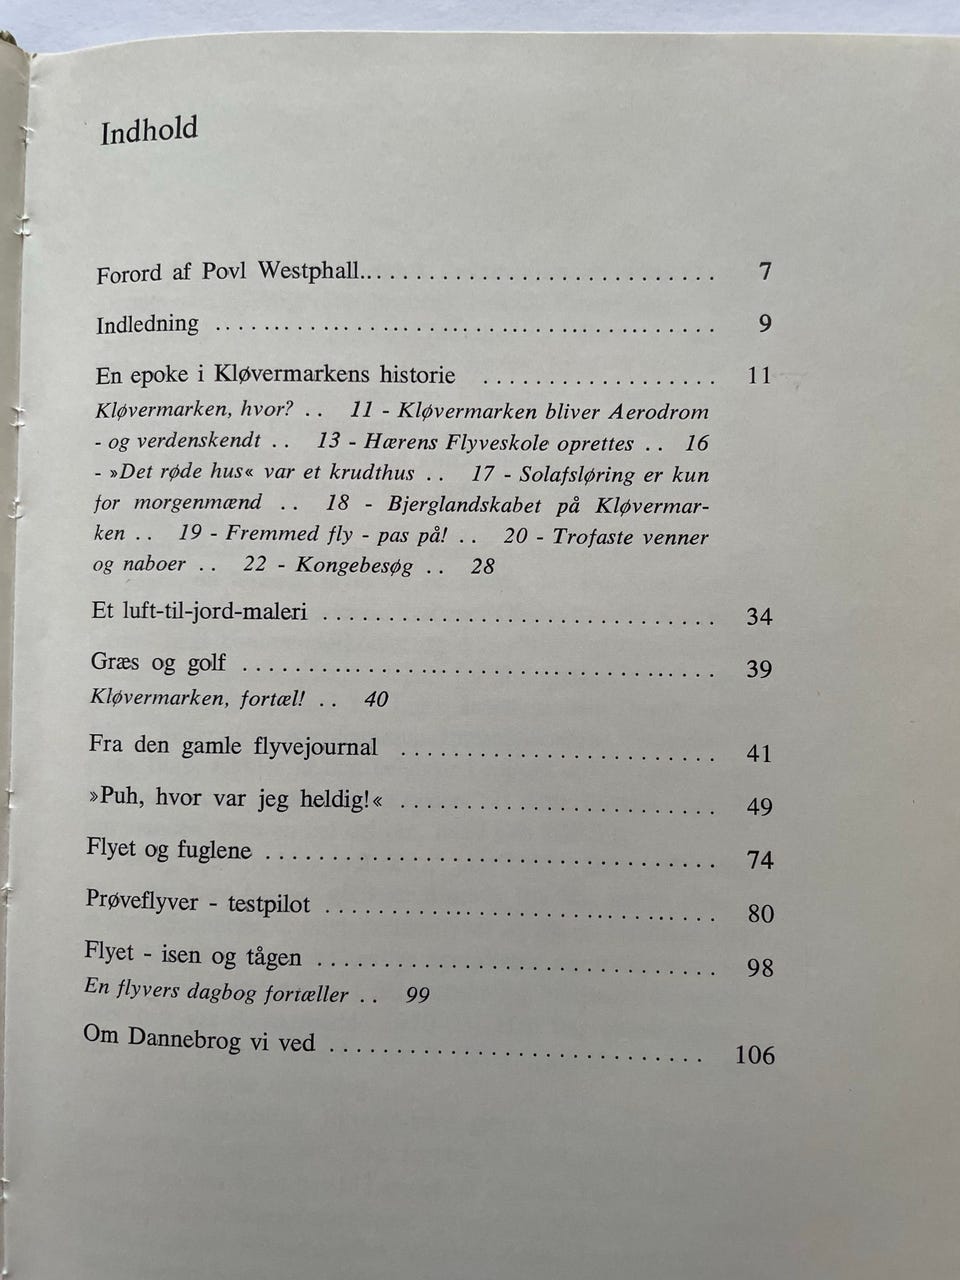 Indhold
Forord af Povl Westphall............................ 7
Indledning ...................................... 9
En epoke i Kløvermarkens historie .................. 11
Kløvermarken, hvor? .. 11 - Kløvermarken bliver Aerodrom
- og verdenskendt .. 13 - Hærens Flyveskole oprettes .. 16
- »Det røde hus« var et krudthus .. 17 - Solafsløring er kun
for morgenmænd .. 18 - Bjerglandskabet på Kløvermar-
ken .. 19 - Fremmed fly - pas på! .. 20 - Trofaste venner
og naboer .. 22 - Kongebesøg .. 28
Et luft-til-jord-maleri .............................. 34
Græs og golf .................................... 39
Kløvermarken, fortæl! .. 40
Fra den gamle flyvejournal ........................ 41
»Puh, hvor var jeg heldig!« ........................ 49
Flyet og fuglene .................................. 74
Prøveflyver - testpilot .............................. 80
Flyet - isen og tågen .............................. 98
En flyvers dagbog fortæller .. 99
Om Dannebrog vi ved ............................ 106